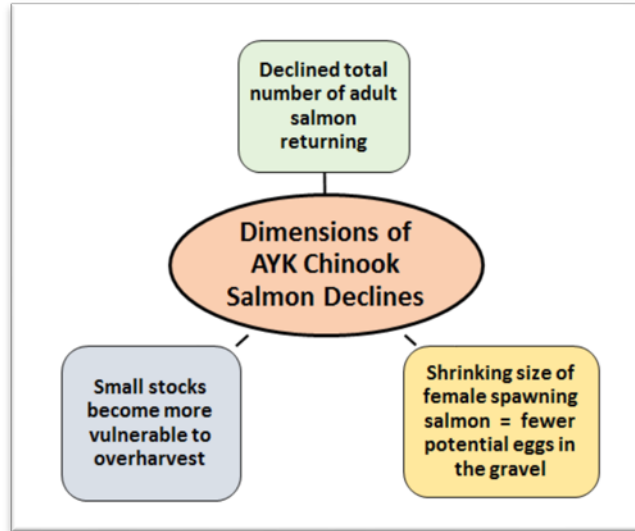 Declined total
number of adult
salmon
returning
Dimensions of
AYK Chinook
Salmon Declines
Small stocks
become more
vulnerable to
overharvest
Shrinking size of
female spawning
salmon = fewer
potential eggs in
the gravel